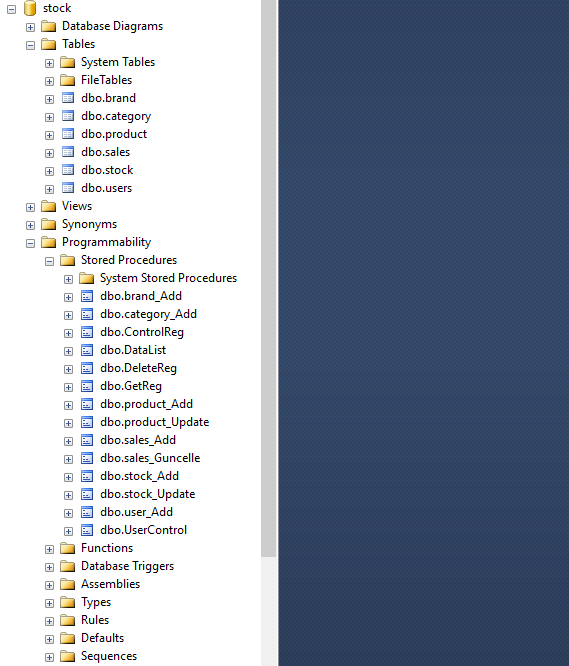 stock
Database Diagrams
Tables
System Tables
FileTables
dbo.brand
dbo.category
dbo.product
dbo.sales
dbo.stock
dbo.users
Views
Synonyms
Programmability
Stored Procedures
System Stored Procedures
dbo.brand_Add
dbo.category_Add
dbo.ControlReg
dbo.DataList
dbo.DeleteReg
dbo.GetReg
dbo.product_Add
dbo.product_Update
dbo.sales_Add
dbo.sales_Guncelle
dbo.stock_Add
dbo.stock_Update
dbo.user_Add
dbo.UserControl
Functions
Database Triggers
Assemblies
Types
Rules
Defaults
Sequences